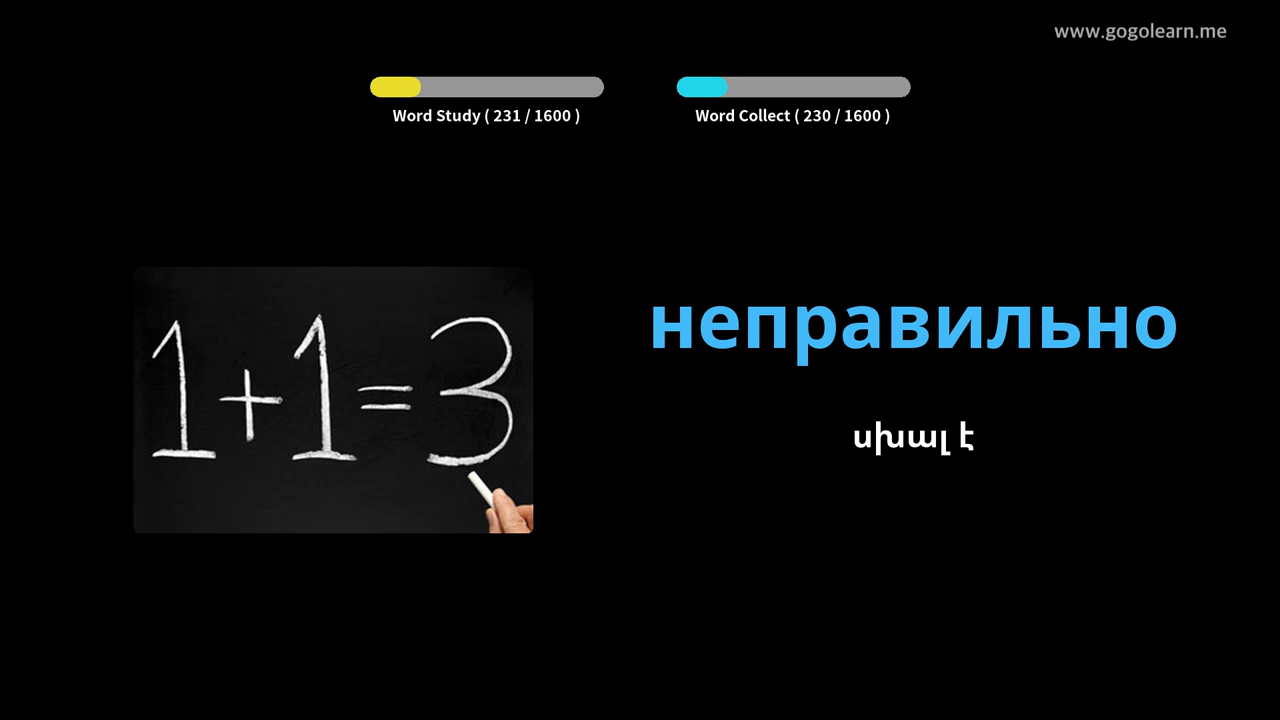 www.gogolearn.me
Word Study ( 231 / 1600 )
Word Collect ( 230 / 1600 )
1+1=3
неправильно
սխալ է